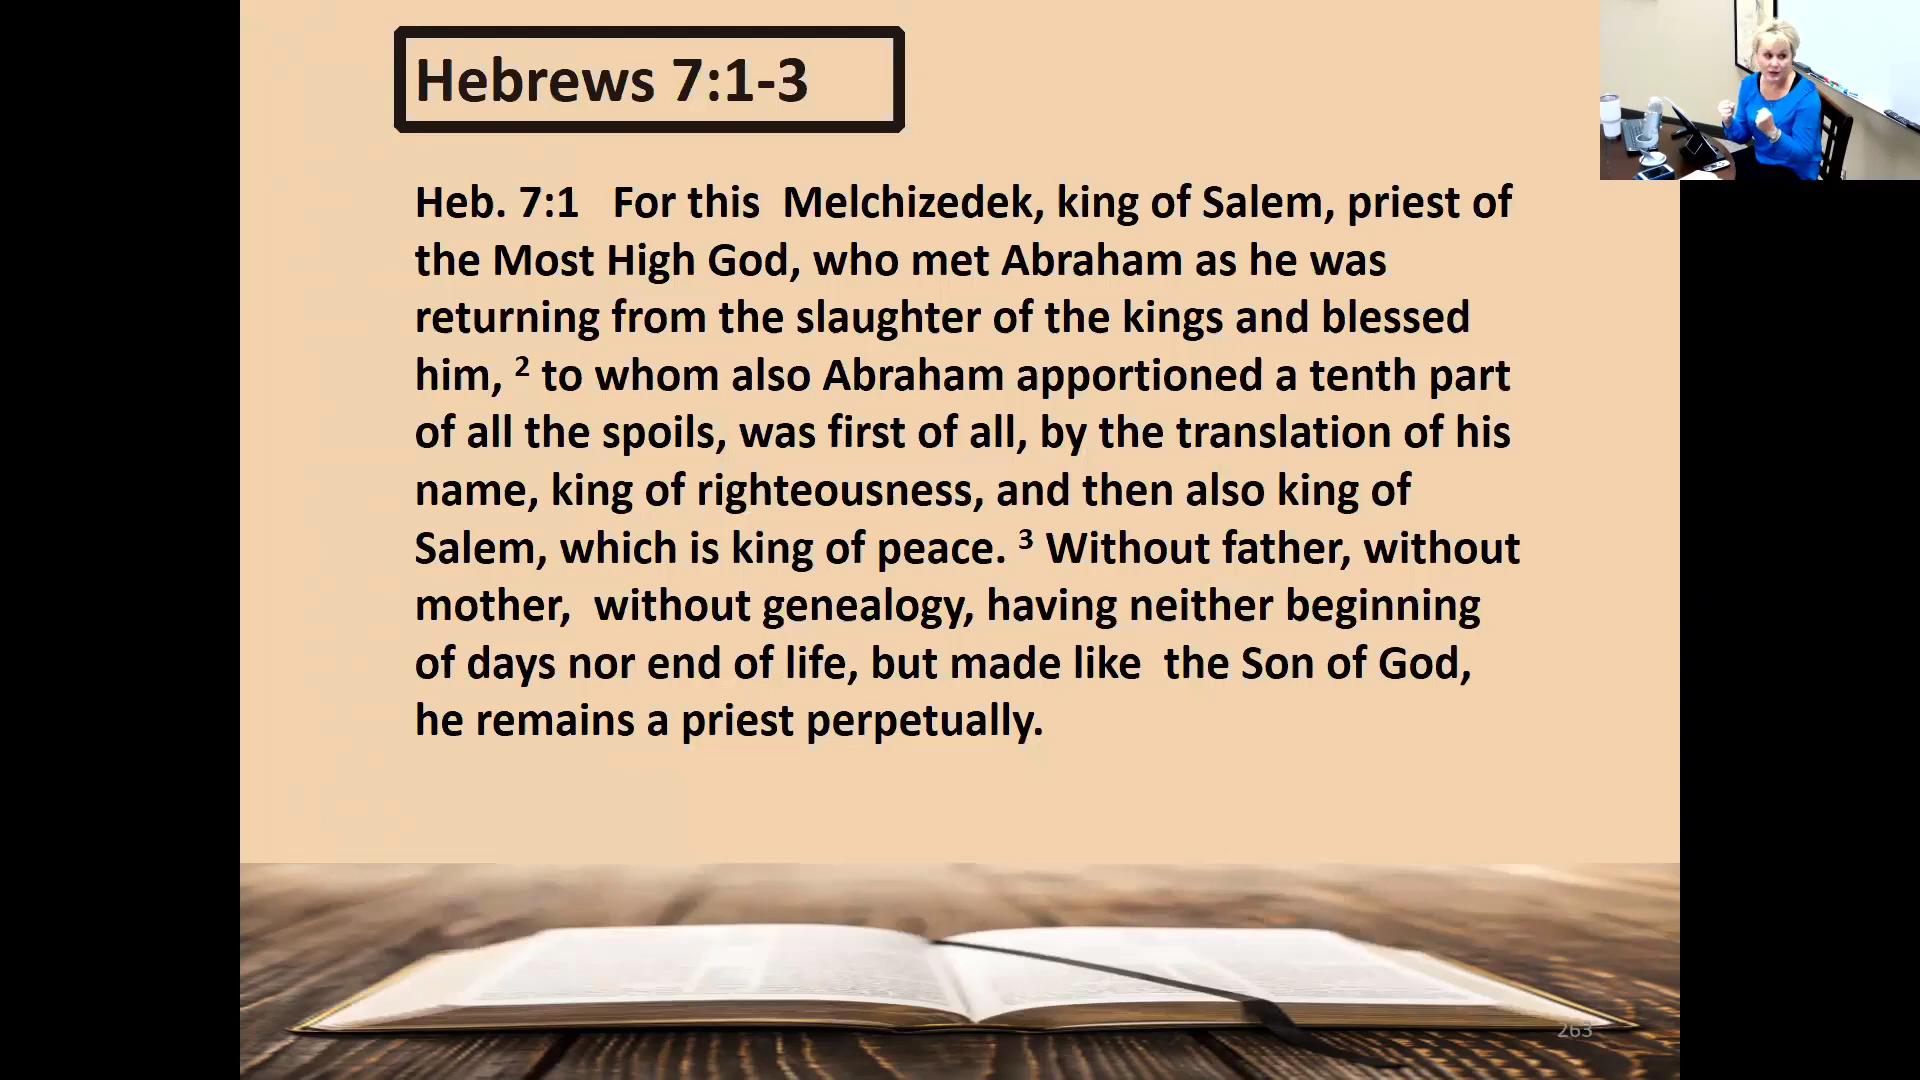 Hebrews 7:1-3
Heb. 7:1 For this Melchizedek, king of Salem, priest of
the Most High God, who met Abraham as he was
returning from the slaughter of the kings and blessed
him, 2 to whom also Abraham apportioned a tenth part
of all the spoils, was first of all, by the translation of his
name, king of righteousness, and then also king of
Salem, which is king of peace. 3 Without father, without
mother, without genealogy, having neither beginning
of days nor end of life, but made like the Son of God,
he remains a priest perpetually.
263